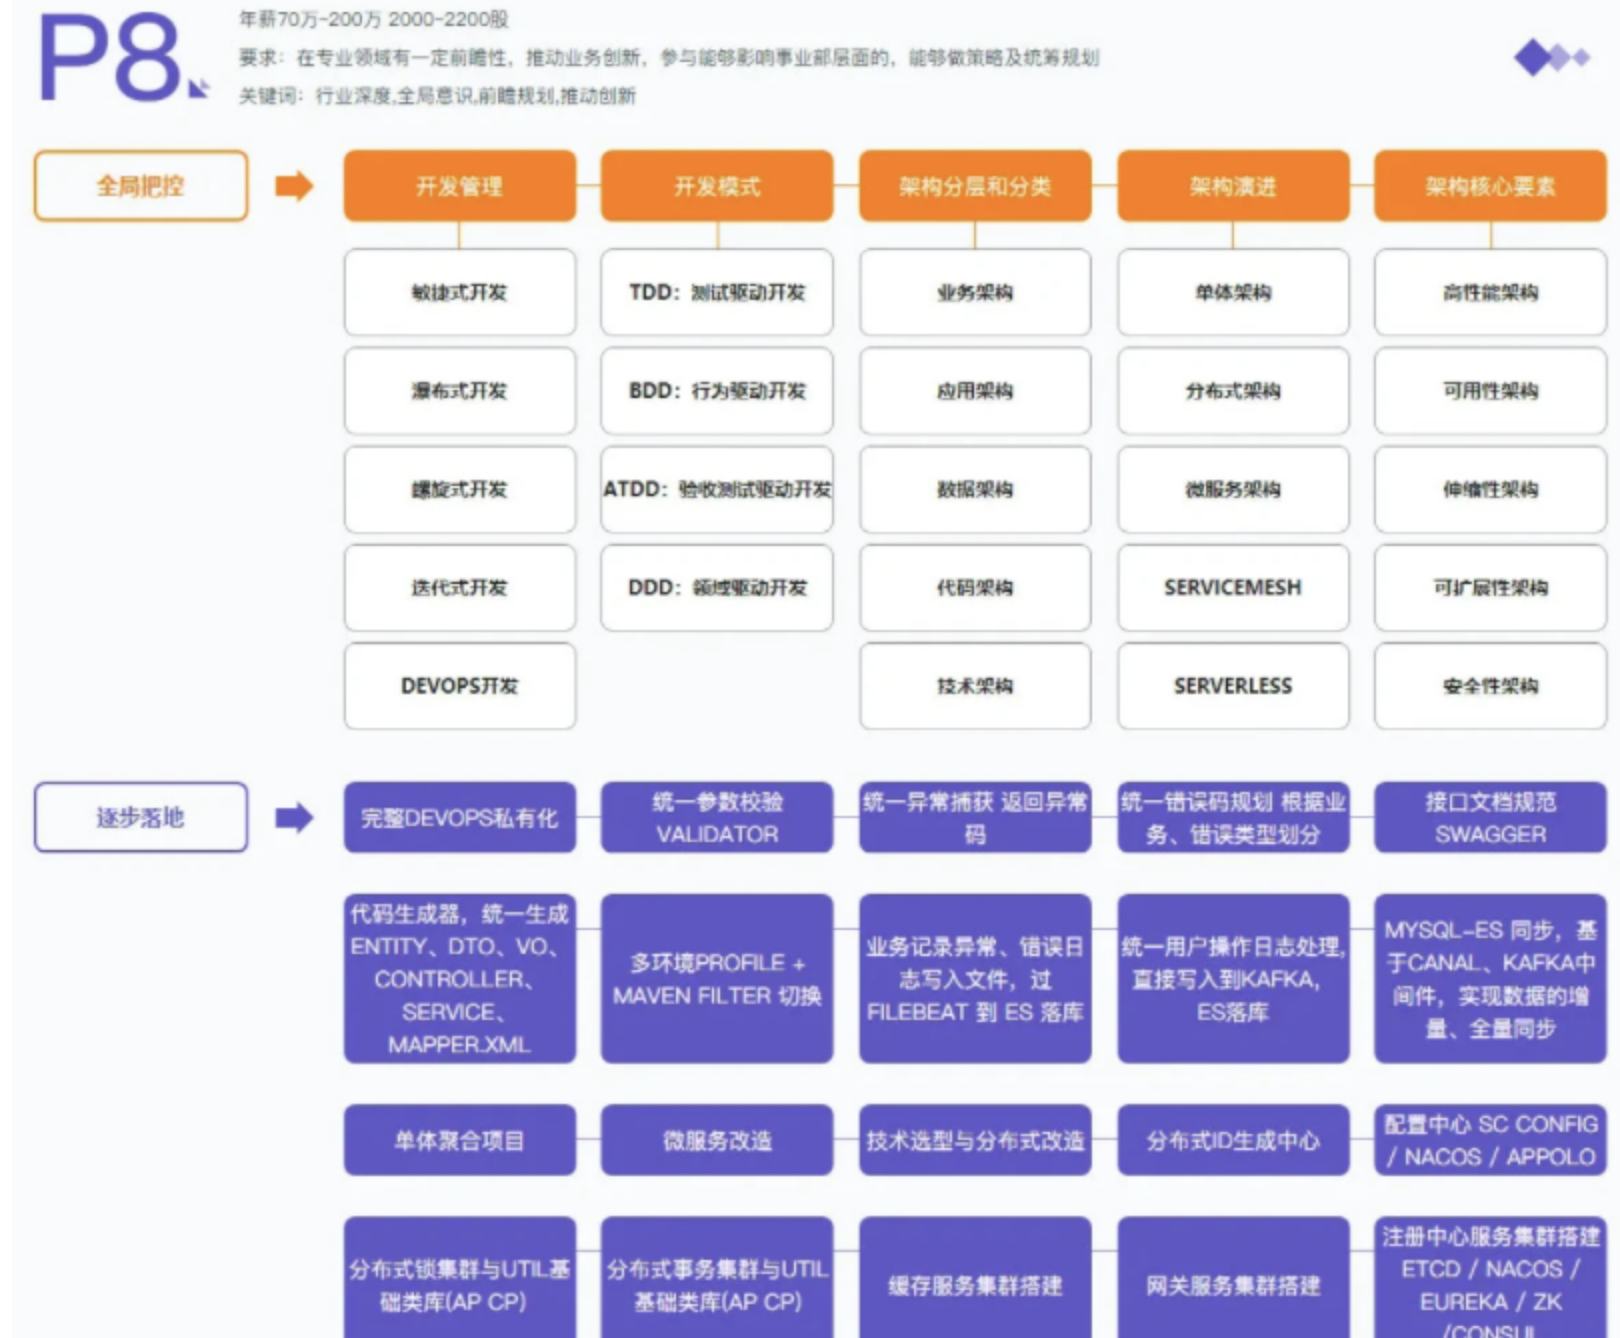 P8
年薪70万-200万 2000-2200股
要求：在专业领域有一定前瞻性，推动业务创新，参与能够影响事业部层面的，能够做策略及统筹规划
关键词：行业深度,全局意识,前瞻规划,推动创新
全局把控
开发管理
开发模式
架构分层和分类
架构演进
架构核心要素
敏捷式开发
TDD：测试驱动开发
业务架构
单体架构
高性能架构
瀑布式开发
BDD：行为驱动开发
应用架构
分布式架构
可用性架构
螺旋式开发
ATDD：验收测试驱动开发
数据架构
微服务架构
伸缩性架构
迭代式开发
DDD：领域驱动开发
代码架构
SERVICEMESH
可扩展性架构
DEVOPS开发
技术架构
SERVERLESS
安全性架构
逐步落地
完整DEVOPS私有化
统一参数校验
VALIDATOR
统一异常捕获 返回异常
码
统一错误码规划 根据业
务、错误类型划分
接口文档规范
SWAGGER
代码生成器，统一生成
ENTITY、DTO、VO、
CONTROLLER、
SERVICE、
MAPPER.XML
多环境PROFILE +
MAVEN FILTER 切换
业务记录异常、错误日
志写入文件，过
FILEBEAT 到 ES 落库
统一用户操作日志处理,
直接写入到KAFKA，
ES落库
MYSQL-ES 同步，基
于CANAL、KAFKA中
间件，实现数据的增
量、全量同步
单体聚合项目
微服务改造
技术选型与分布式改造
分布式ID生成中心
配置中心 SC CONFIG
/ NACOS / APPOLO
分布式锁集群与UTIL基
础类库(AP CP)
分布式事务集群与UTIL
基础类库(AP CP)
缓存服务集群搭建
网关服务集群搭建
注册中心服务集群搭建
ETCD / NACOS /
EUREKA / ZK
/CONSUL